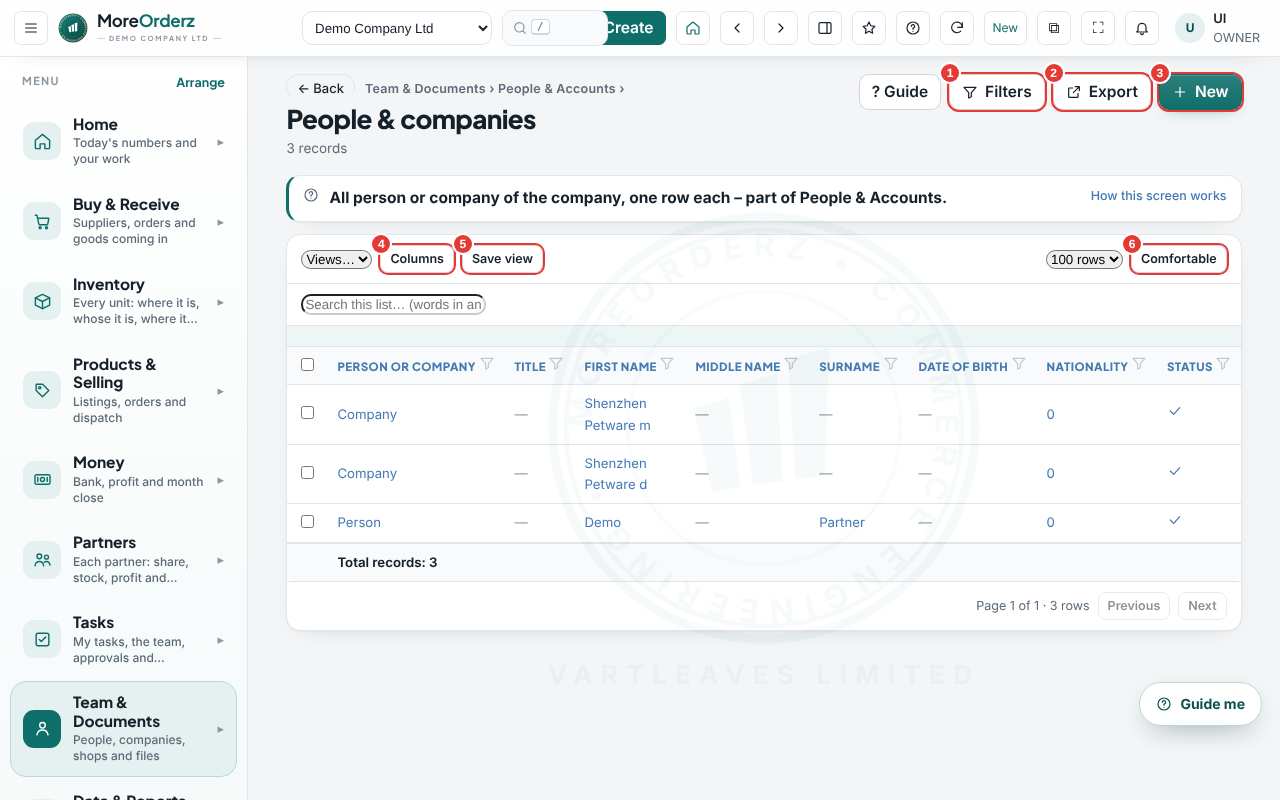 MoreOrderz
— DEMO COMPANY LTD —
Demo Company Ltd
/
Create
New
U
UI
OWNER
MENU
Arrange
Home
Today's numbers and
your work
Buy & Receive
Suppliers, orders and
goods coming in
Inventory
Every unit: where it is,
whose it is, where it...
Products &
Selling
Listings, orders and
dispatch
Money
Bank, profit and month
close
Partners
Each partner: share,
stock, profit and...
Tasks
My tasks, the team,
approvals and...
Team &
Documents
People, companies,
shops and files
← Back
Team & Documents › People & Accounts ›
? Guide
1
Filters
2
Export
3
+ New
People & companies
3 records
All person or company of the company, one row each – part of People & Accounts.
How this screen works
Views...
4
Columns
5
Save view
100 rows
6
Comfortable
Search this list... (words in an
PERSON OR COMPANY TITLE FIRST NAME MIDDLE NAME SURNAME DATE OF BIRTH NATIONALITY STATUS
Company — Shenzhen
Petware m — — — 0 ✓
Company — Shenzhen
Petware d — — — 0 ✓
Person — Demo — Partner — 0 ✓
Total records: 3
Page 1 of 1 · 3 rows
Previous
Next
MOREORDERZ • COMMERCE ENGINEERING
VARTLEAVES LIMITED
Guide me